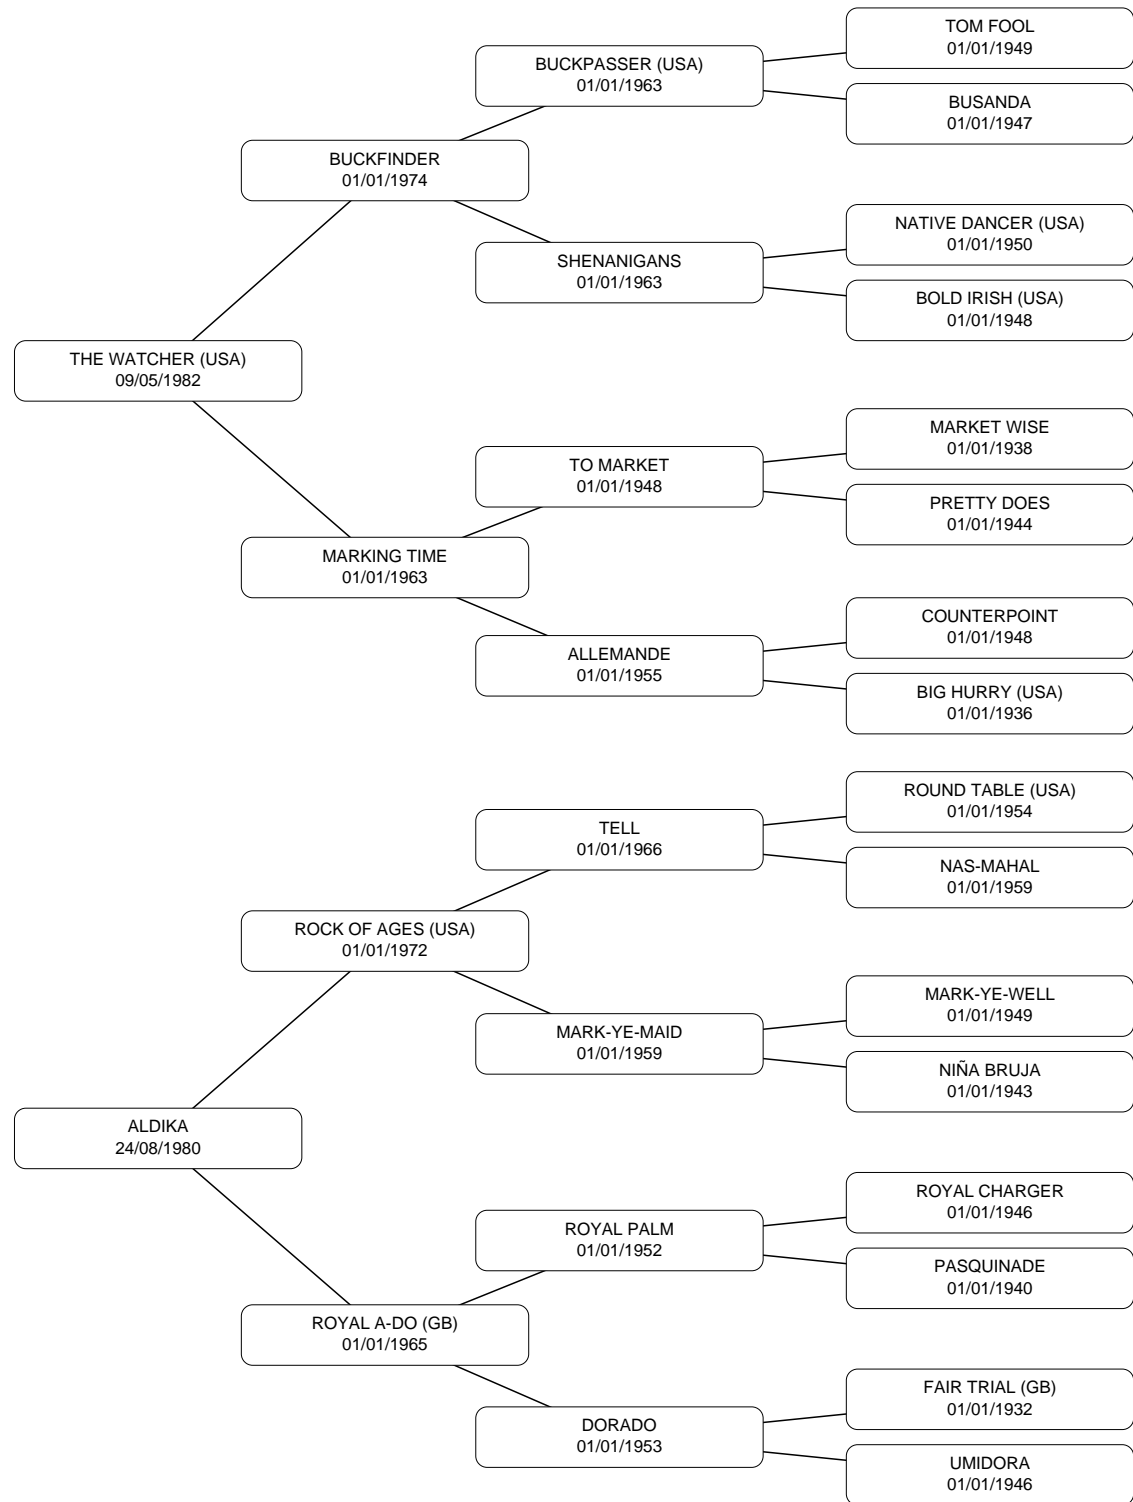 TOM FOOL
01/01/1949
BUCKPASSER (USA)
01/01/1963
BUSANDA
01/01/1947
BUCKFINDER
01/01/1974
NATIVE DANCER (USA)
01/01/1950
SHENANIGANS
01/01/1963
BOLD IRISH (USA)
01/01/1948
THE WATCHER (USA)
09/05/1982
MARKET WISE
01/01/1938
TO MARKET
01/01/1948
PRETTY DOES
01/01/1944
MARKING TIME
01/01/1963
COUNTERPOINT
01/01/1948
ALLEMANDE
01/01/1955
BIG HURRY (USA)
01/01/1936
ROUND TABLE (USA)
01/01/1954
TELL
01/01/1966
NAS-MAHAL
01/01/1959
ROCK OF AGES (USA)
01/01/1972
MARK-YE-WELL
01/01/1949
MARK-YE-MAID
01/01/1959
NIÑA BRUJA
01/01/1943
ALDIKA
24/08/1980
ROYAL CHARGER
01/01/1946
ROYAL PALM
01/01/1952
PASQUINADE
01/01/1940
ROYAL A-DO (GB)
01/01/1965
FAIR TRIAL (GB)
01/01/1932
DORADO
01/01/1953
UMIDORA
01/01/1946